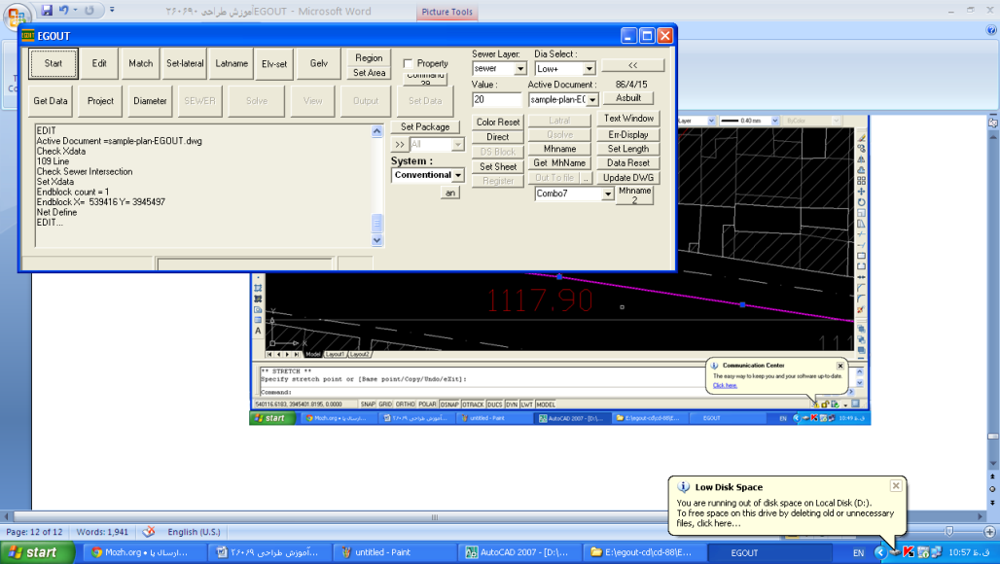 آموزش طراحی EGOUT۲۶۰۶۹۰ - Microsoft Word
Picture Tools
EGOUT
Start Edit Match Set-lateral Latname Elv-set Gelv Region Set Area Property
Get Data Project Diameter SEWER Solve View Output Set Data
Sewer Layer: Dia Select : <<
sewer Low+
Value : Active Document : 86/4/15
20 sample-plan-E( Asbuilt
EDIT
Active Document =sample-plan-EGOUT.dwg
Check Xdata
109 Line
Check Sewer Intersection
Set Xdata
Endblock count = 1
Endblock X= 539416 Y= 3945497
Net Define
EDIT...
Set Package
>> All
System :
Conventional
an
Color Reset Latral Text Window
Direct Qsolve Err-Display
DS Block Mhname Set Length
Set Sheet Get MhName Data Reset
Register Out To file .. Update DWG
Combo7 Mhname 2
0.40 mm ByColor
1117.90
Model Layout1 Layout2
** STRETCH **
Specify stretch point or [Base point/Copy/Undo/eXit]:
Command:
540116.6183, 3945401.8195, 0.0000 SNAP GRID ORTHO POLAR OSNAP OTRACK DUCS DYN LWT MODEL
Communication Center
The easy way to keep you and your software up-to-date.
Click here.
start Mozh.org • ارسال یا... آموزش طراحی ۲۶۰۶۹... untitled - Paint AutoCAD 2007 - [D:\... E:\egout-cd\cd-88\E... EGOUT EN ق.ظ ۱۰:۴۹
Low Disk Space
You are running out of disk space on Local Disk (D:).
To free space on this drive by deleting old or unnecessary
files, click here...
Page: 12 of 12 Words: 1,941 English (U.S.)
start Mozh.org • ارسال یا... آموزش طراحی ۲۶۰۶۹... untitled - Paint AutoCAD 2007 - [D:\... E:\egout-cd\cd-88\E... EGOUT EN ق.ظ 10:57